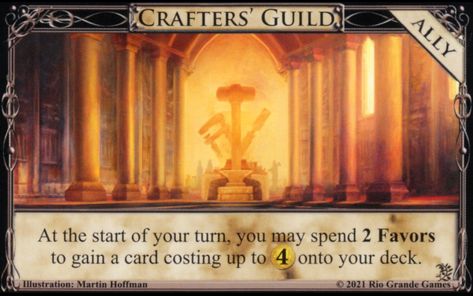 CRAFTERS' GUILD
ALLY
At the start of your turn, you may spend 2 Favors
to gain a card costing up to 4 onto your deck.
Illustration: Martin Hoffman
© 2021 Rio Grande Games